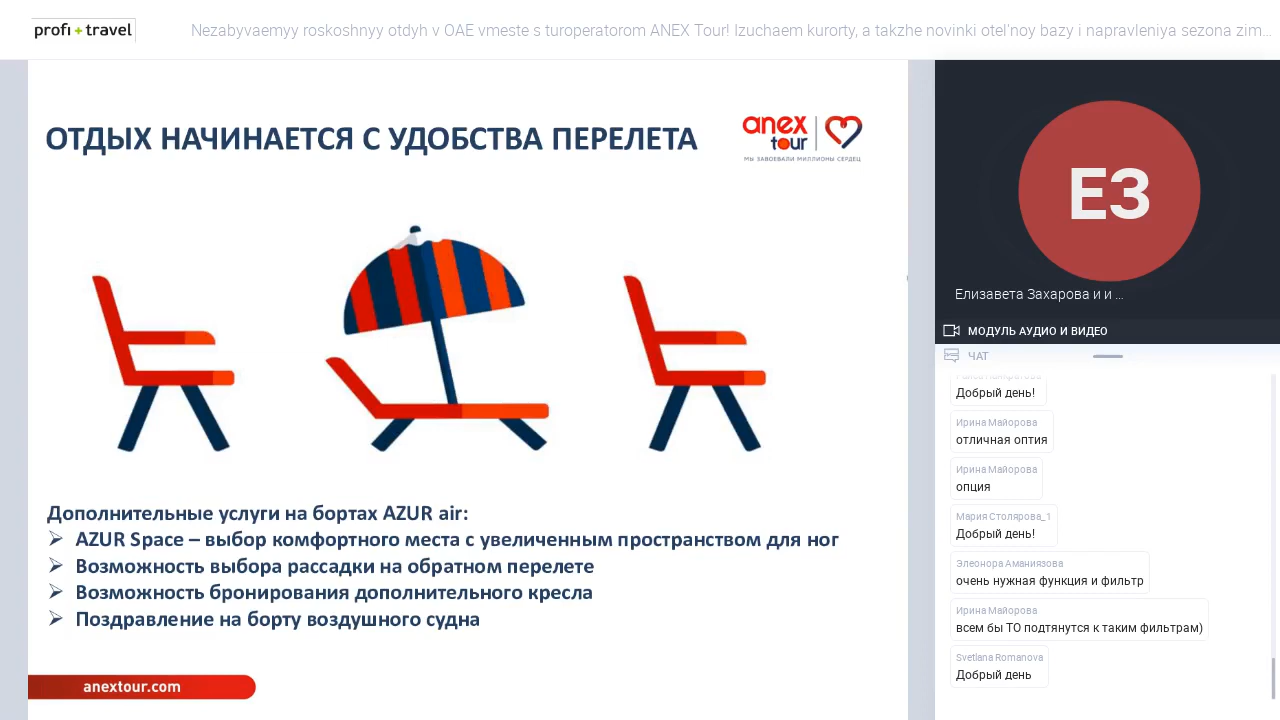 profi + travel
Nezabyvaemyy roskoshnyy otdyh v OAE vmeste s turoperatorom ANEX Tour! Izuchaem kurorty, a takzhe novinki otel'noy bazy i napravleniya sezona zim...
ОТДЫХ НАЧИНАЕТСЯ С УДОБСТВА ПЕРЕЛЕТА
anex
tour
МЫ ЗАВОЕВАЛИ МИЛЛИОНЫ СЕРДЕЦ
Дополнительные услуги на бортах AZUR air:
AZUR Space – выбор комфортного места с увеличенным пространством для ног
Возможность выбора рассадки на обратном перелете
Возможность бронирования дополнительного кресла
Поздравление на борту воздушного судна
anextour.com
ЕЗ
Елизавета Захарова и и ...
МОДУЛЬ АУДИО И ВИДЕО
ЧАТ
Добрый день!
Ирина Майорова
отличная оптия
Ирина Майорова
опция
Мария Столярова_1
Добрый день!
Элеонора Аманиязова
очень нужная функция и фильтр
Ирина Майорова
всем бы ТО подтянутся к таким фильтрам)
Svetlana Romanova
Добрый день